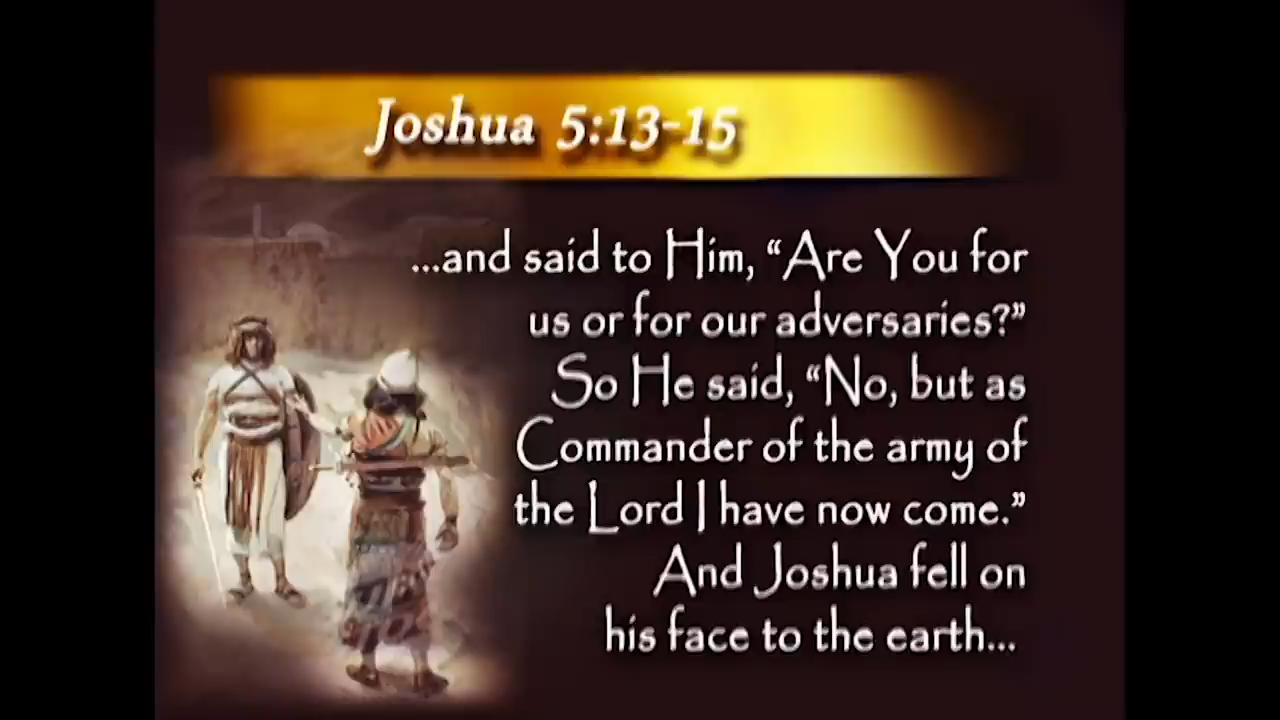 Joshua 5:13-15
...and said to Him, “Are You for
us or for our adversaries?”
So He said, “No, but as
Commander of the army of
the Lord I have now come.”
And Joshua fell on
his face to the earth...